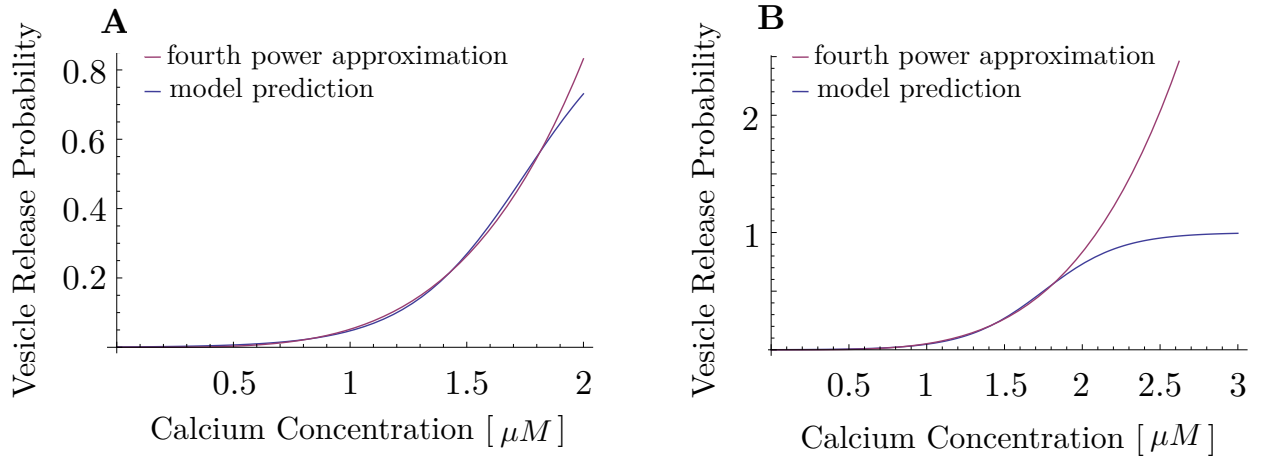 A
Vesicle Release Probability
fourth power approximation
model prediction
0.8
0.6
0.4
0.2
0.5 1 1.5 2
Calcium Concentration [ μM ]
B
Vesicle Release Probability
fourth power approximation
model prediction
2
1
0.5 1 1.5 2 2.5 3
Calcium Concentration [ μM ]